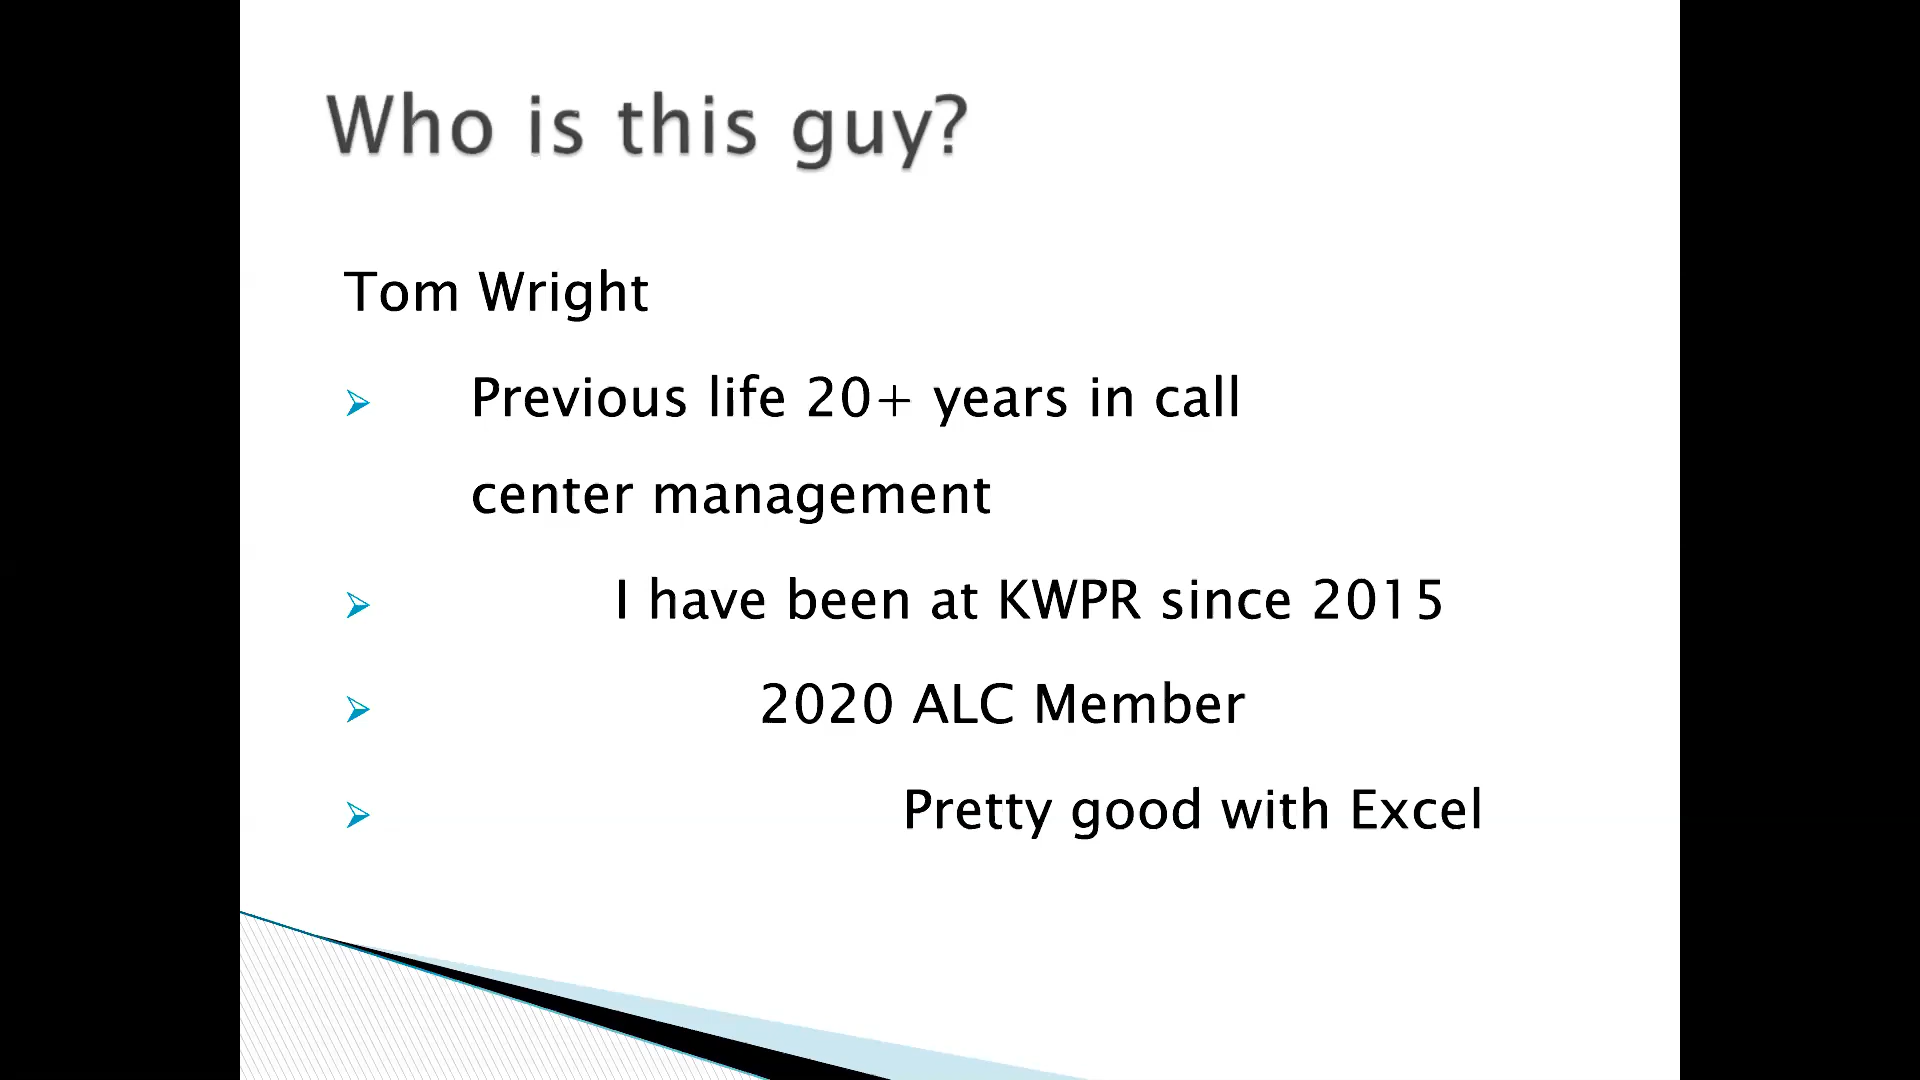 Who is this guy?
Tom Wright
Previous life 20+ years in call
center management
I have been at KWPR since 2015
2020 ALC Member
Pretty good with Excel